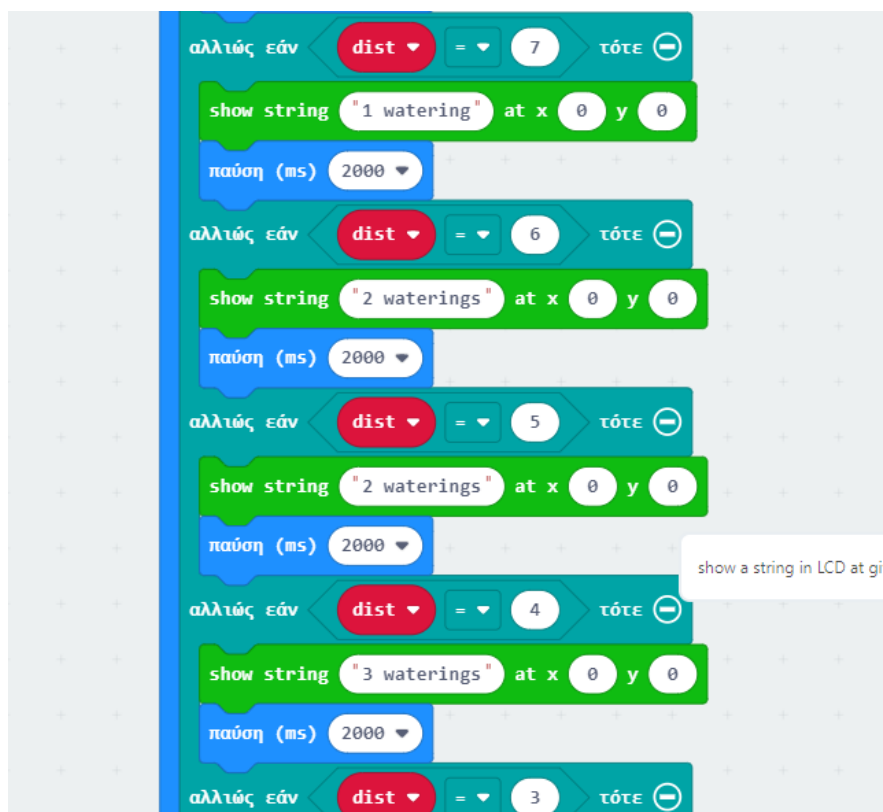 αλλιώς εάν dist = 7 τότε
show string "1 watering" at x 0 y 0
παύση (ms) 2000
αλλιώς εάν dist = 6 τότε
show string "2 waterings" at x 0 y 0
παύση (ms) 2000
αλλιώς εάν dist = 5 τότε
show string "2 waterings" at x 0 y 0
παύση (ms) 2000
show a string in LCD at gi
αλλιώς εάν dist = 4 τότε
show string "3 waterings" at x 0 y 0
παύση (ms) 2000
αλλιώς εάν dist = 3 τότε